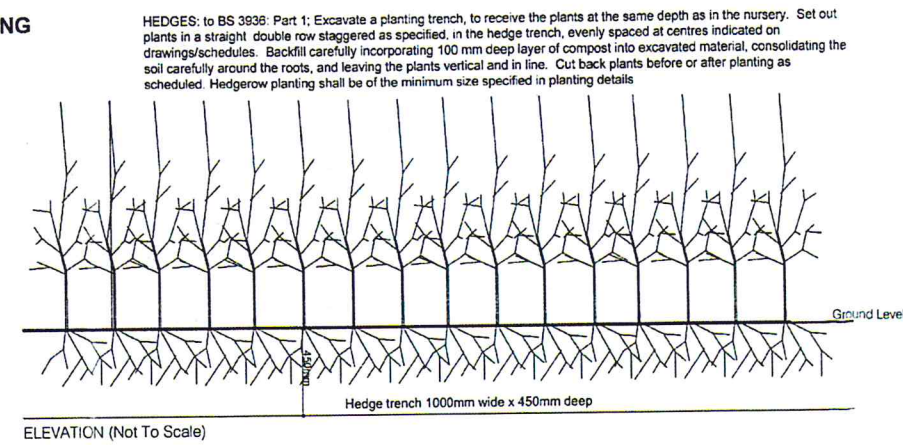 NG
HEDGES: to BS 3936: Part 1; Excavate a planting trench, to receive the plants at the same depth as in the nursery. Set out
plants in a straight double row staggered as specified, in the hedge trench, evenly spaced at centres indicated on
drawings/schedules. Backfill carefully incorporating 100 mm deep layer of compost into excavated material, consolidating the
soil carefully around the roots, and leaving the plants vertical and in line. Cut back plants before or after planting as
scheduled. Hedgerow planting shall be of the minimum size specified in planting details
Ground Level
450mm
Hedge trench 1000mm wide x 450mm deep
ELEVATION (Not To Scale)